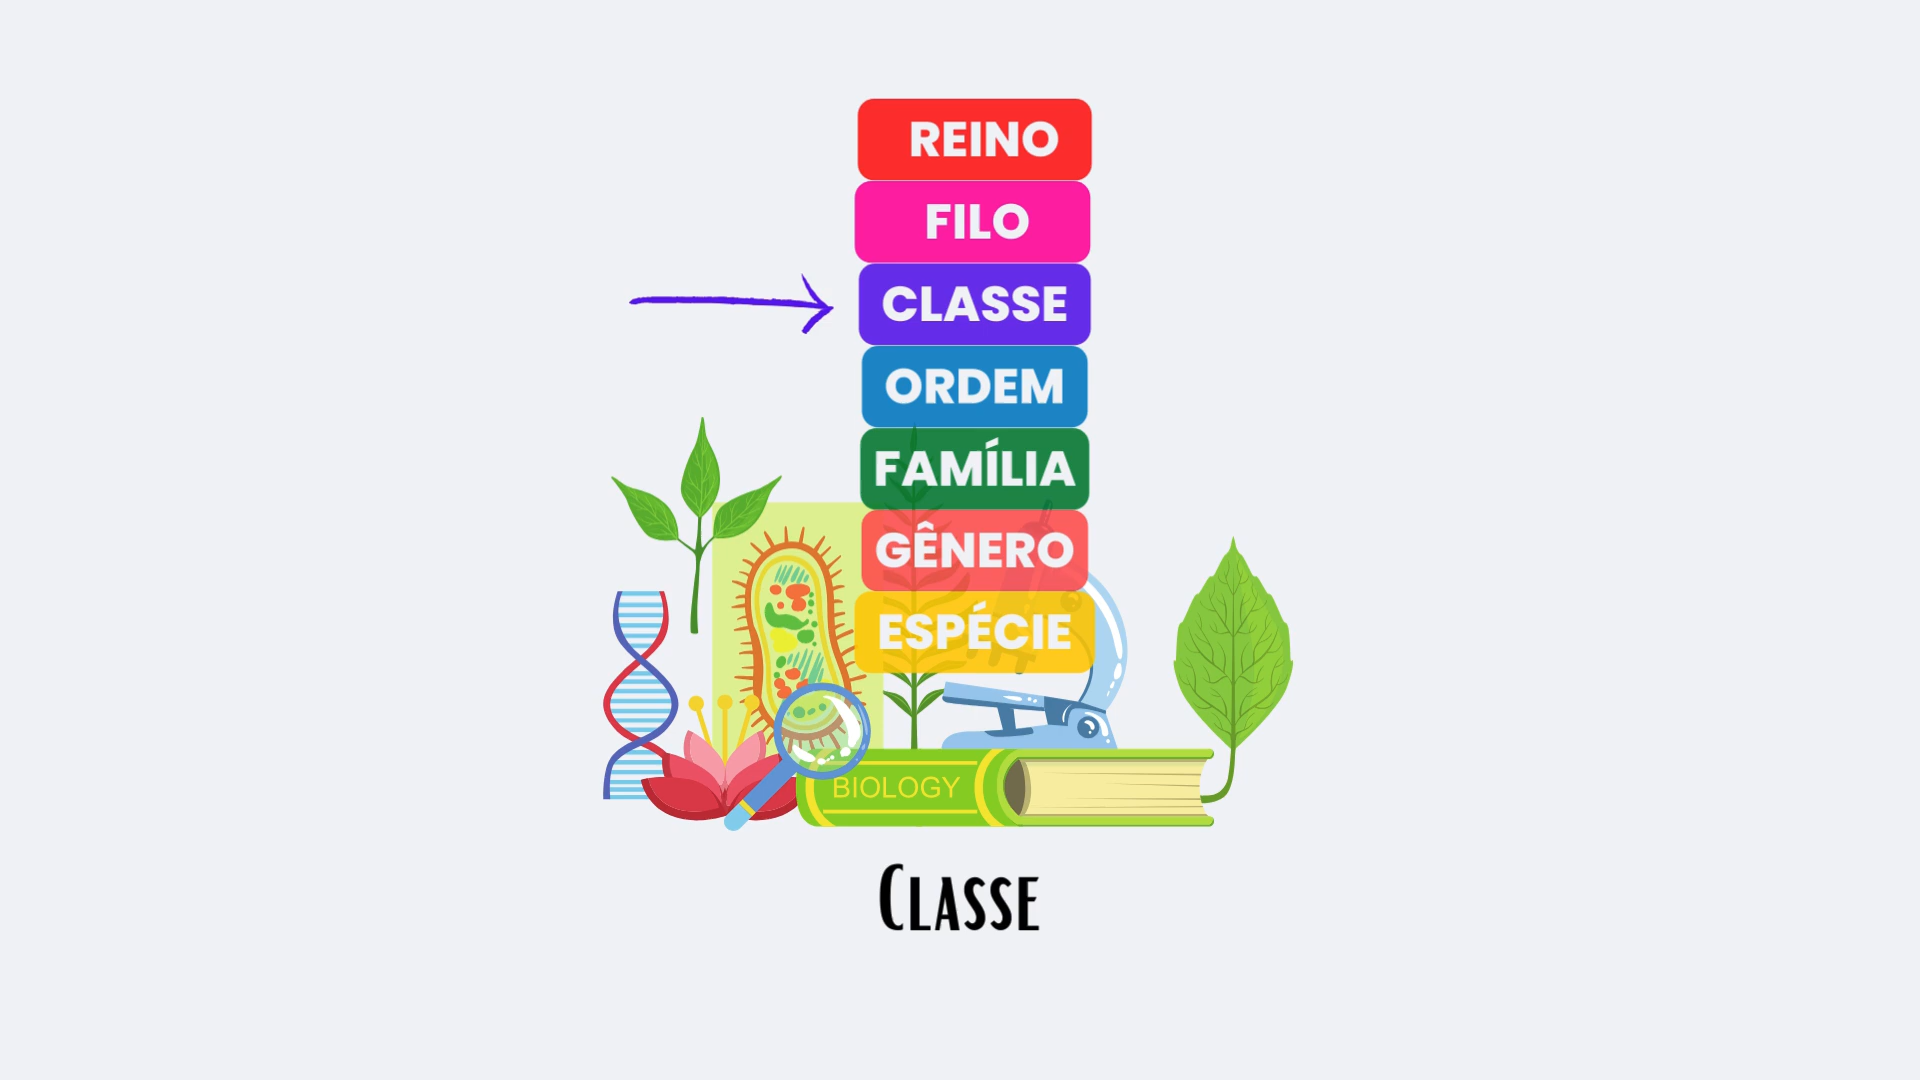 REINO
FILO
CLASSE
ORDEM
FAMÍLIA
GÊNERO
ESPÉCIE
BIOLOGY
CLASSE